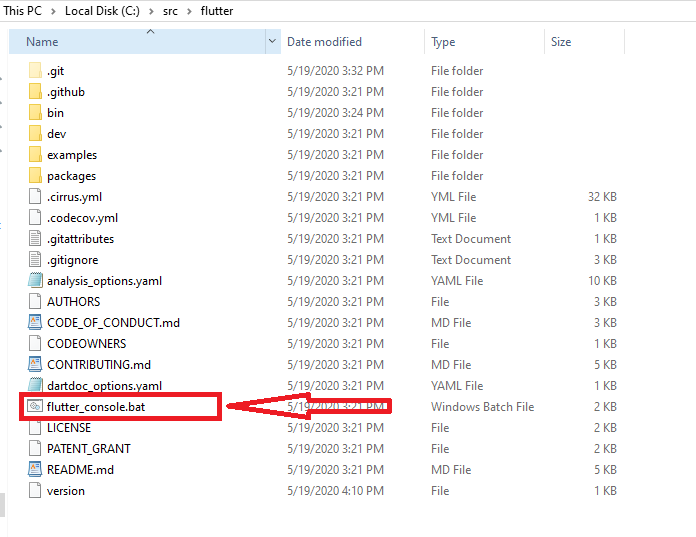 This PC > Local Disk (C:) > src > flutter
Name Date modified Type Size
.git 5/19/2020 3:32 PM File folder
.github 5/19/2020 3:21 PM File folder
bin 5/19/2020 3:24 PM File folder
dev 5/19/2020 3:21 PM File folder
examples 5/19/2020 3:21 PM File folder
packages 5/19/2020 3:21 PM File folder
.cirrus.yml 5/19/2020 3:21 PM YML File 32 KB
.codecov.yml 5/19/2020 3:21 PM YML File 1 KB
.gitattributes 5/19/2020 3:21 PM Text Document 1 KB
.gitignore 5/19/2020 3:21 PM Text Document 3 KB
analysis_options.yaml 5/19/2020 3:21 PM YAML File 10 KB
AUTHORS 5/19/2020 3:21 PM File 3 KB
CODE_OF_CONDUCT.md 5/19/2020 3:21 PM MD File 3 KB
CODEOWNERS 5/19/2020 3:21 PM File 1 KB
CONTRIBUTING.md 5/19/2020 3:21 PM MD File 5 KB
dartdoc_options.yaml 5/19/2020 3:21 PM YAML File 1 KB
flutter_console.bat 5/19/2020 3:21 PM Windows Batch File 2 KB
LICENSE 5/19/2020 3:21 PM File 2 KB
PATENT_GRANT 5/19/2020 3:21 PM File 2 KB
README.md 5/19/2020 3:21 PM MD File 5 KB
version 5/19/2020 4:10 PM File 1 KB